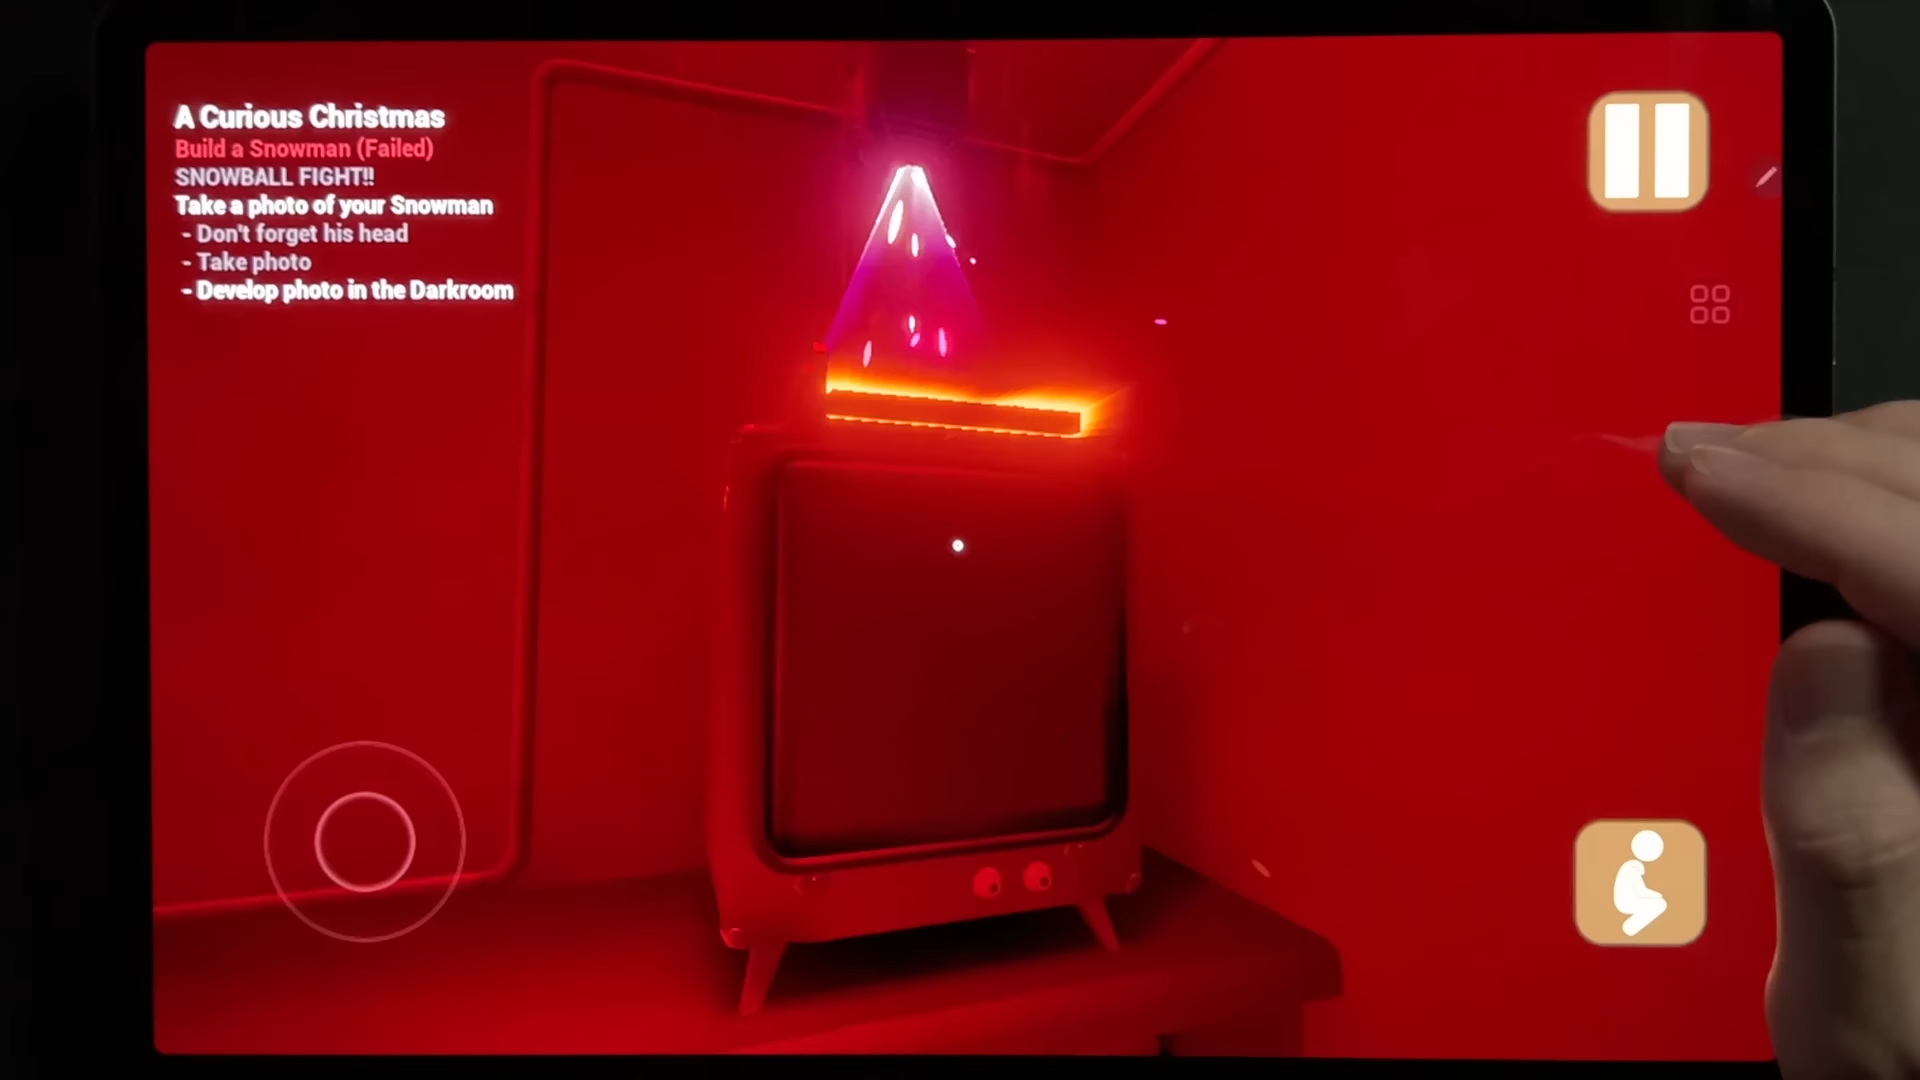 A Curious Christmas
Build a Snowman (Failed)
SNOWBALL FIGHT!!
Take a photo of your Snowman
- Don't forget his head
- Take photo
- Develop photo in the Darkroom